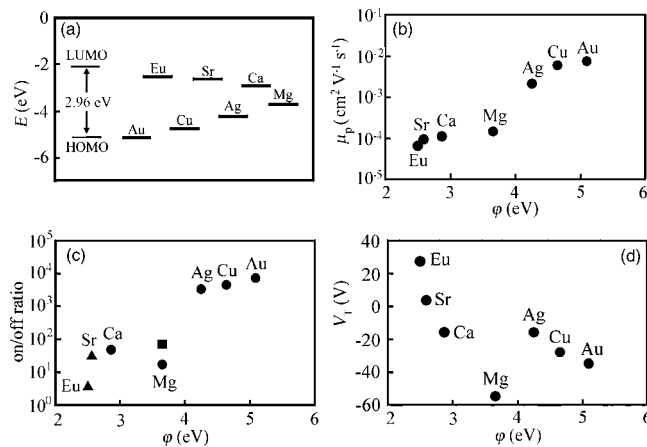 (a)
0
-2
-4
-6
E (eV)
LUMO
2.96 eV
HOMO
Eu
Sr
Ca
Mg
Ag
Cu
Au
(b)
10⁻¹
10⁻²
10⁻³
10⁻⁴
10⁻⁵
μp (cm² V⁻¹ s⁻¹)
Au
Cu
Ag
Mg
Sr Ca
Eu
2 3 4 5 6
φ (eV)
(c)
10⁵
10⁴
10³
10²
10¹
10⁰
on/off ratio
Ag Cu Au
Sr Ca
Mg
Eu
2 3 4 5 6
φ (eV)
(d)
40
20
0
-20
-40
-60
V_T (V)
Eu
Sr
Ca
Ag
Cu
Au
Mg
2 3 4 5 6
φ (eV)